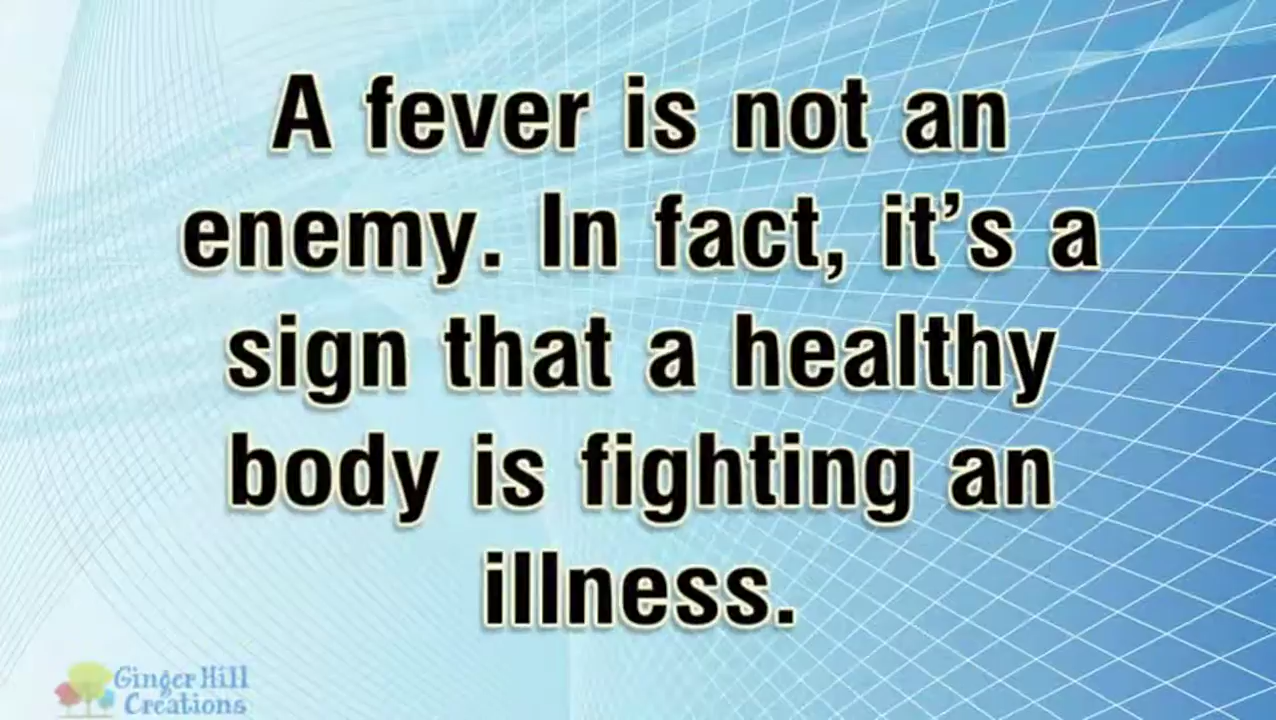 A fever is not an
enemy. In fact, it’s a
sign that a healthy
body is fighting an
illness.
Ginger Hill
Creations